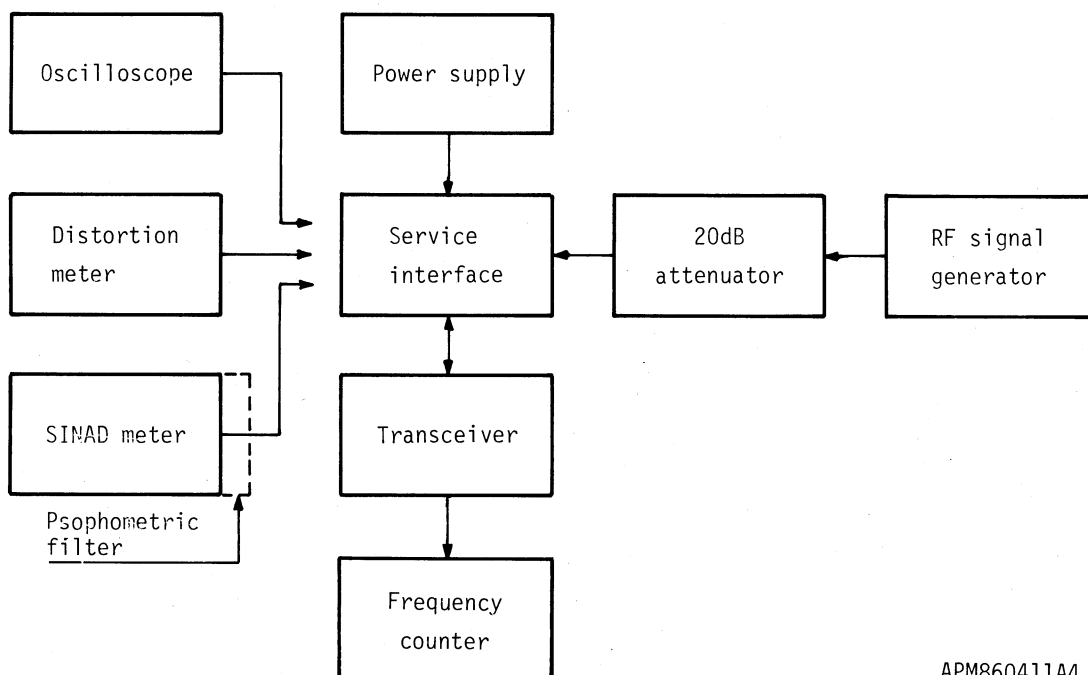 Oscilloscope
Power supply
Distortion
meter
Service
interface
20dB
attenuator
RF signal
generator
SINAD meter
Transceiver
Psophometric
filter
Frequency
counter
APM860411A4